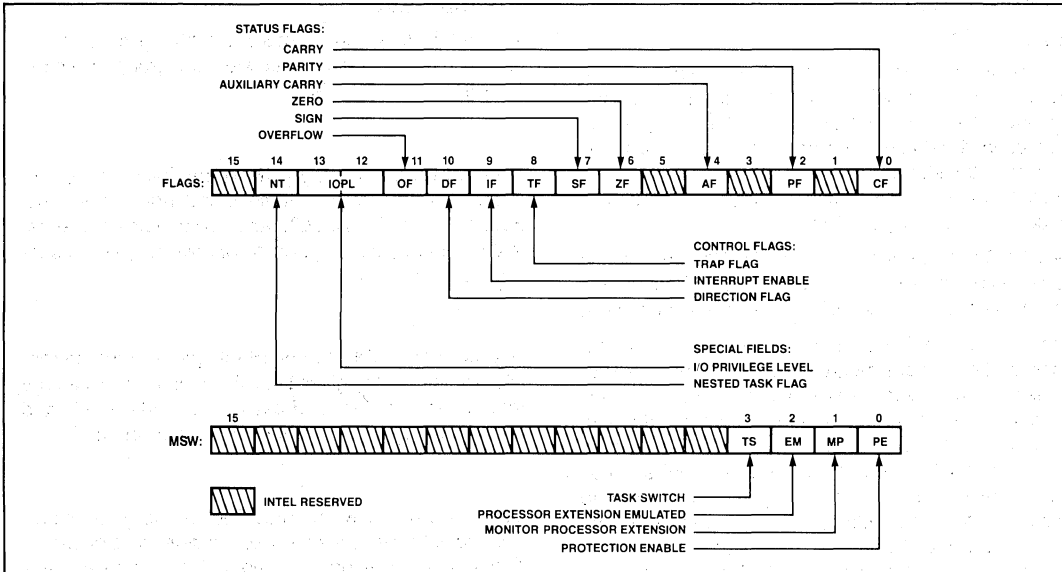 STATUS FLAGS:
CARRY
PARITY
AUXILIARY CARRY
ZERO
SIGN
OVERFLOW
15 14 13 12 11 10 9 8 7 6 5 4 3 2 1 0
FLAGS: NT IOPL OF DF IF TF SF ZF AF PF CF
CONTROL FLAGS:
TRAP FLAG
INTERRUPT ENABLE
DIRECTION FLAG
SPECIAL FIELDS:
I/O PRIVILEGE LEVEL
NESTED TASK FLAG
15 3 2 1 0
MSW: TS EM MP PE
INTEL RESERVED
TASK SWITCH
PROCESSOR EXTENSION EMULATED
MONITOR PROCESSOR EXTENSION
PROTECTION ENABLE